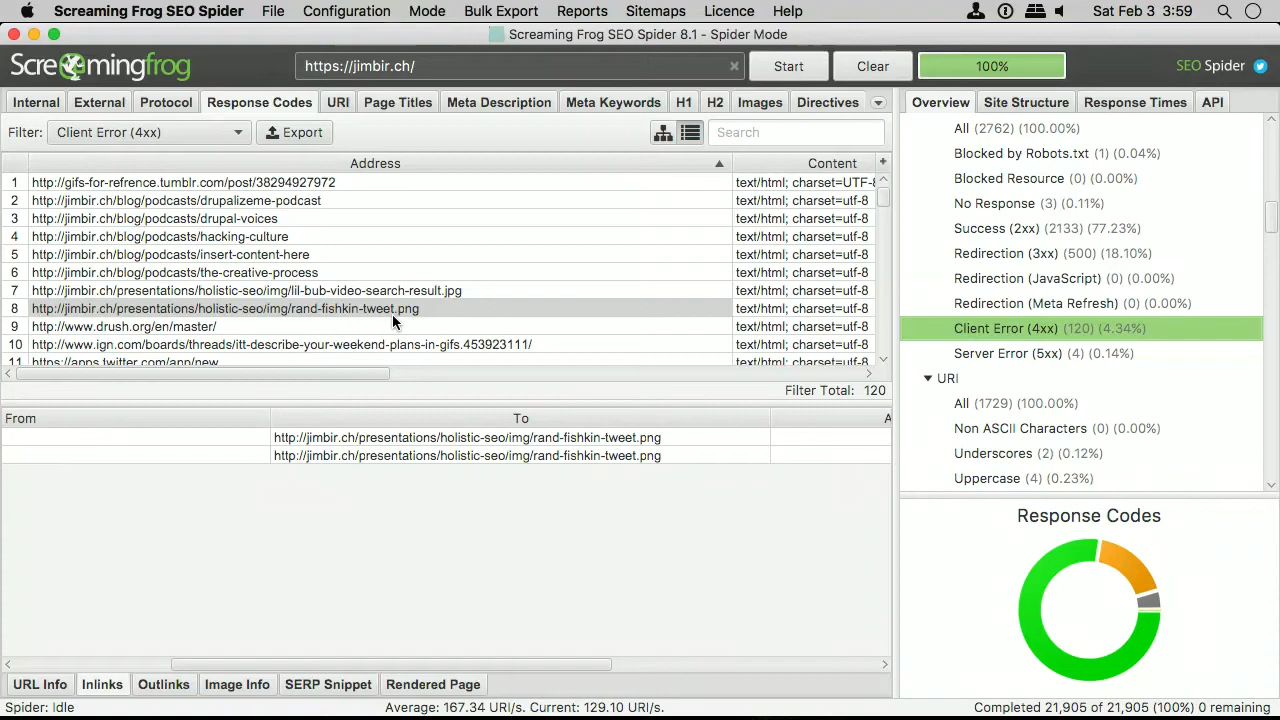 Screaming Frog SEO Spider File Configuration Mode Bulk Export Reports Sitemaps Licence Help Sat Feb 3 3:59
Screaming Frog SEO Spider 8.1 - Spider Mode
Screamingfrog https://jimbir.ch/ Start Clear 100% SEO Spider
Internal External Protocol Response Codes URI Page Titles Meta Description Meta Keywords H1 H2 Images Directives
Overview Site Structure Response Times API
Filter: Client Error (4xx) Export Search
Address Content
1 http://gifs-for-refrence.tumblr.com/post/38294927972 text/html; charset=UTF-8
2 http://jimbir.ch/blog/podcasts/drupalizeme-podcast text/html; charset=utf-8
3 http://jimbir.ch/blog/podcasts/drupal-voices text/html; charset=utf-8
4 http://jimbir.ch/blog/podcasts/hacking-culture text/html; charset=utf-8
5 http://jimbir.ch/blog/podcasts/insert-content-here text/html; charset=utf-8
6 http://jimbir.ch/blog/podcasts/the-creative-process text/html; charset=utf-8
7 http://jimbir.ch/presentations/holistic-seo/img/lil-bub-video-search-result.jpg text/html; charset=utf-8
8 http://jimbir.ch/presentations/holistic-seo/img/rand-fishkin-tweet.png text/html; charset=utf-8
9 http://www.drush.org/en/master/ text/html; charset=utf-8
10 http://www.ign.com/boards/threads/itt-describe-your-weekend-plans-in-gifs.453923111/ text/html; charset=utf-8
11 https://apps.twitter.com/app/new text/html; charset=utf-8
Filter Total: 120
From To A
http://jimbir.ch/presentations/holistic-seo/img/rand-fishkin-tweet.png
http://jimbir.ch/presentations/holistic-seo/img/rand-fishkin-tweet.png
URL Info Inlinks Outlinks Image Info SERP Snippet Rendered Page
All (2762) (100.00%)
Blocked by Robots.txt (1) (0.04%)
Blocked Resource (0) (0.00%)
No Response (3) (0.11%)
Success (2xx) (2133) (77.23%)
Redirection (3xx) (500) (18.10%)
Redirection (JavaScript) (0) (0.00%)
Redirection (Meta Refresh) (0) (0.00%)
Client Error (4xx) (120) (4.34%)
Server Error (5xx) (4) (0.14%)
URI
All (1729) (100.00%)
Non ASCII Characters (0) (0.00%)
Underscores (2) (0.12%)
Uppercase (4) (0.23%)
Response Codes
Spider: Idle Average: 167.34 URI/s. Current: 129.10 URI/s. Completed 21,905 of 21,905 (100%) 0 remaining